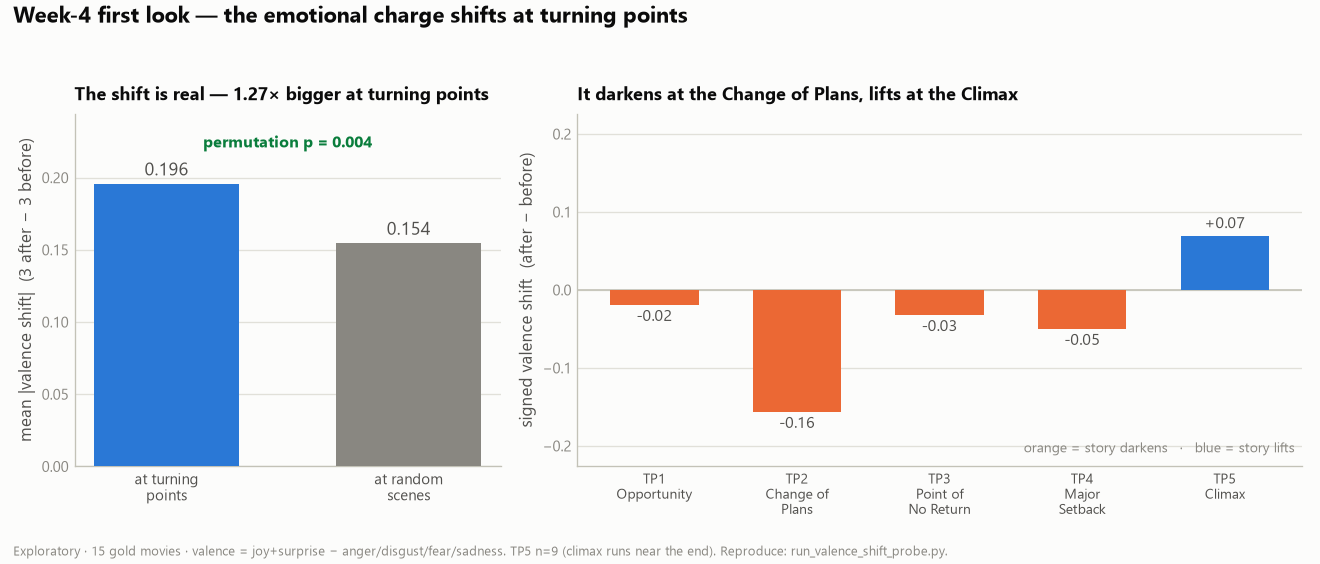 Week-4 first look — the emotional charge shifts at turning points
The shift is real — 1.27× bigger at turning points
mean |valence shift| (3 after − 3 before)
0.20
0.15
0.10
0.05
0.00
permutation p = 0.004
0.196
0.154
at turning
points
at random
scenes
It darkens at the Change of Plans, lifts at the Climax
signed valence shift (after − before)
0.2
0.1
0.0
−0.1
−0.2
-0.02
-0.16
-0.03
-0.05
+0.07
orange = story darkens · blue = story lifts
TP1
Opportunity
TP2
Change of
Plans
TP3
Point of
No Return
TP4
Major
Setback
TP5
Climax
Exploratory · 15 gold movies · valence = joy+surprise − anger/disgust/fear/sadness. TP5 n=9 (climax runs near the end). Reproduce: run_valence_shift_probe.py.